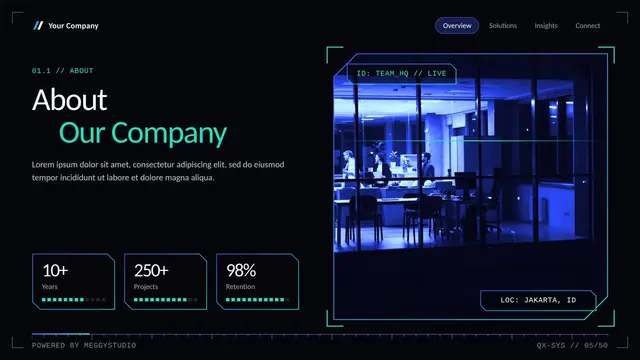 Your Company
Overview
Solutions
Insights
Connect
01.1 // ABOUT
About
Our Company
Lorem ipsum dolor sit amet, consectetur adipiscing elit, sed do eiusmod
tempor incididunt ut labore et dolore magna aliqua.
ID: TEAM_HQ // LIVE
10+
Years
250+
Projects
98%
Retention
LOC: JAKARTA, ID
POWERED BY MEGGYSTUDIO
QX-SYS // 05/50